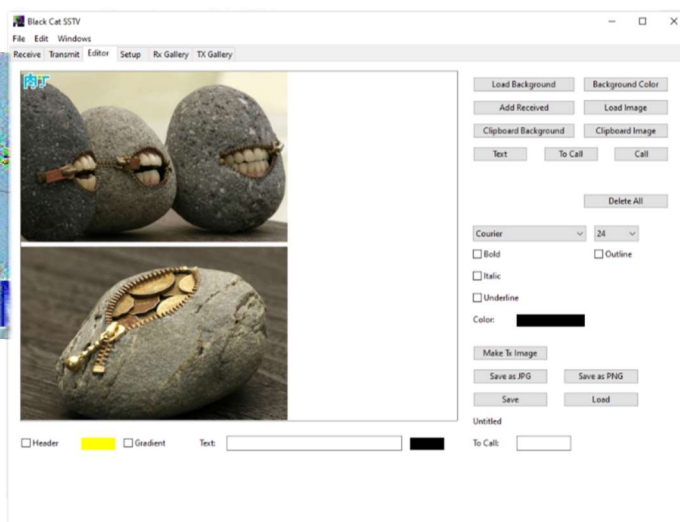 Black Cat SSTV
File Edit Windows
Receive Transmit Editor Setup Rx Gallery TX Gallery
肉丁
Load Background Background Color
Add Received Load Image
Clipboard Background Clipboard Image
Text To Call Call
Delete All
Courier 24
Bold Outline
Italic
Underline
Color:
Make Tx Image
Save as JPG Save as PNG
Save Load
Untitled
Header Gradient Text: To Call: